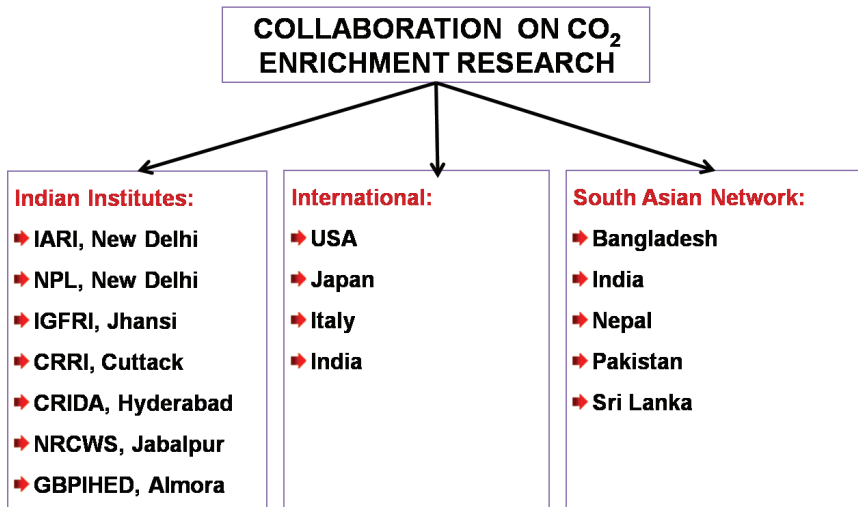 COLLABORATION ON CO₂
ENRICHMENT RESEARCH
Indian Institutes:
IARI, New Delhi
NPL, New Delhi
IGFRI, Jhansi
CRRI, Cuttack
CRIDA, Hyderabad
NRCWS, Jabalpur
GBPIHED, Almora
International:
USA
Japan
Italy
India
South Asian Network:
Bangladesh
India
Nepal
Pakistan
Sri Lanka